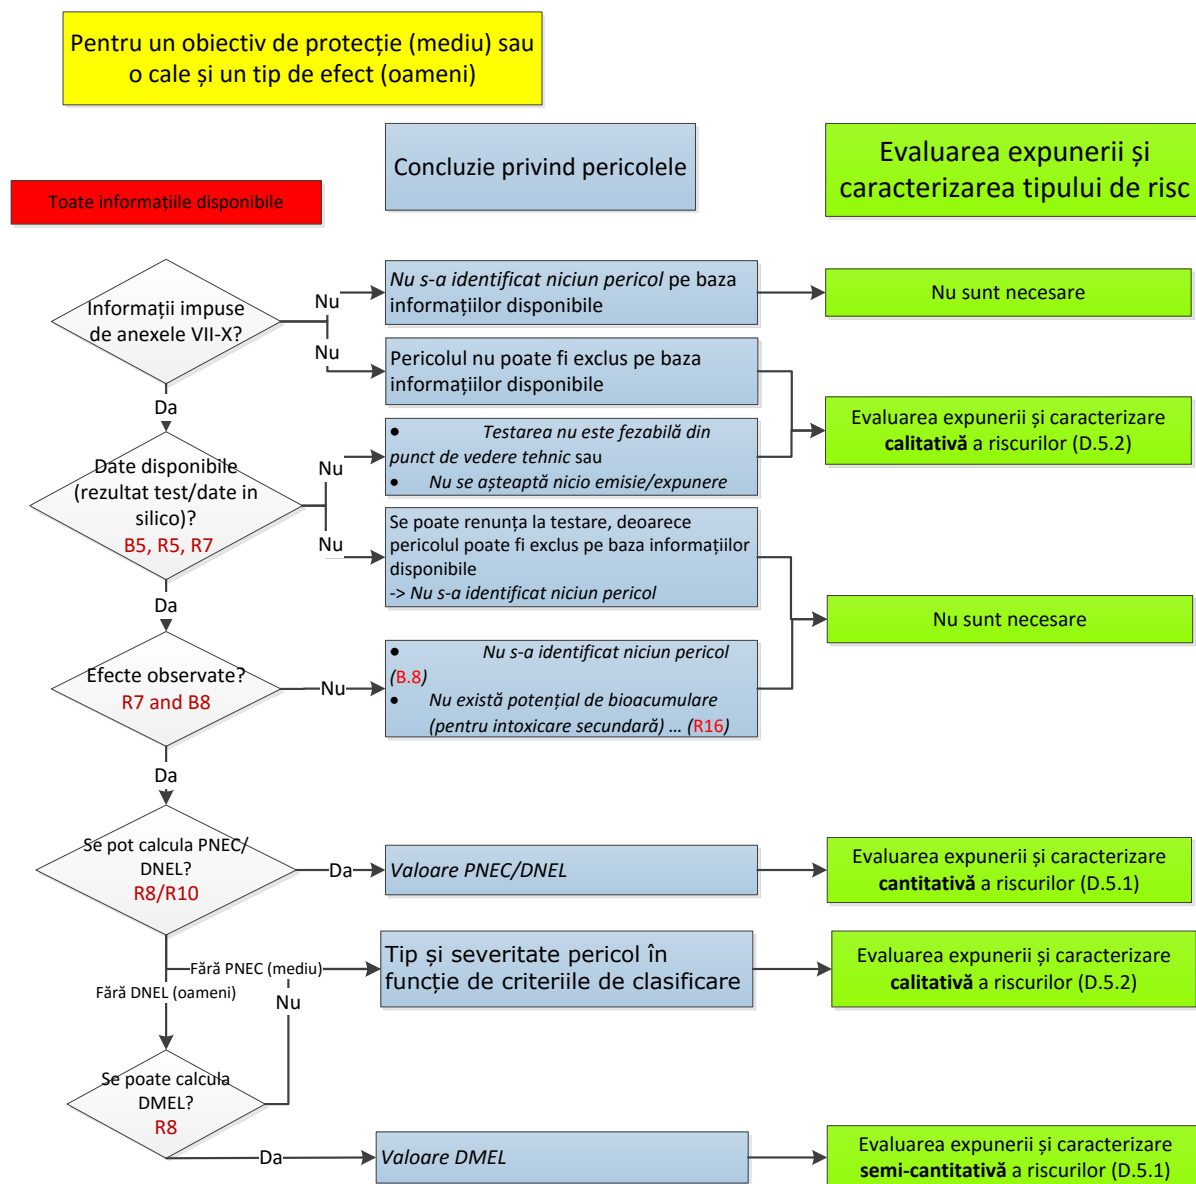 Pentru un obiectiv de protecție (mediu) sau
o cale și un tip de efect (oameni)
Concluzie privind pericolele
Evaluarea expunerii și
caracterizarea tipului de risc
Toate informațiile disponibile
Informații impuse
de anexele VII-X?
Nu
Nu
Da
Nu s-a identificat niciun pericol pe baza
informațiilor disponibile
Nu sunt necesare
Pericolul nu poate fi exclus pe baza
informațiilor disponibile
Evaluarea expunerii și caracterizare
calitativă a riscurilor (D.5.2)
Date disponibile
(rezultat test/date in
silico)?
B5, R5, R7
Nu
Nu
Da
● Testarea nu este fezabilă din
punct de vedere tehnic sau
● Nu se așteaptă nicio emisie/expunere
Se poate renunța la testare, deoarece
pericolul poate fi exclus pe baza informațiilor
disponibile
-> Nu s-a identificat niciun pericol
Nu sunt necesare
Efecte observate?
R7 and B8
Nu
Da
● Nu s-a identificat niciun pericol
(B.8)
● Nu există potențial de bioacumulare
(pentru intoxicare secundară) ... (R16)
Se pot calcula PNEC/
DNEL?
R8/R10
Da
Valoare PNEC/DNEL
Evaluarea expunerii și caracterizare
cantitativă a riscurilor (D.5.1)
Fără PNEC (mediu)
Fără DNEL (oameni)
Nu
Tip și severitate pericol în
funcție de criteriile de clasificare
Evaluarea expunerii și caracterizare
calitativă a riscurilor (D.5.2)
Se poate calcula
DMEL?
R8
Da
Valoare DMEL
Evaluarea expunerii și caracterizare
semi-cantitativă a riscurilor (D.5.1)